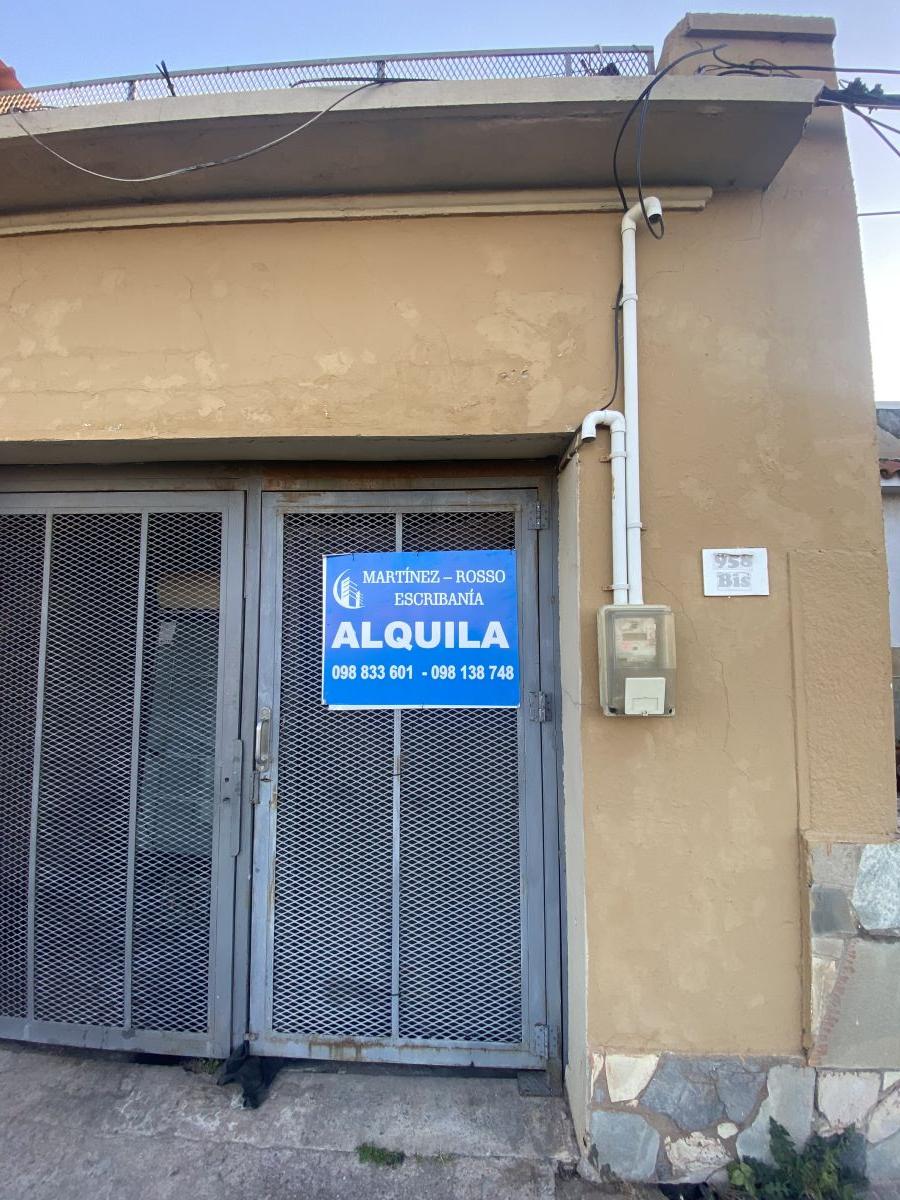 MARTÍNEZ – ROSSO
ESCRIBANÍA
ALQUILA
098 833 601 - 098 138 748
958
Bis